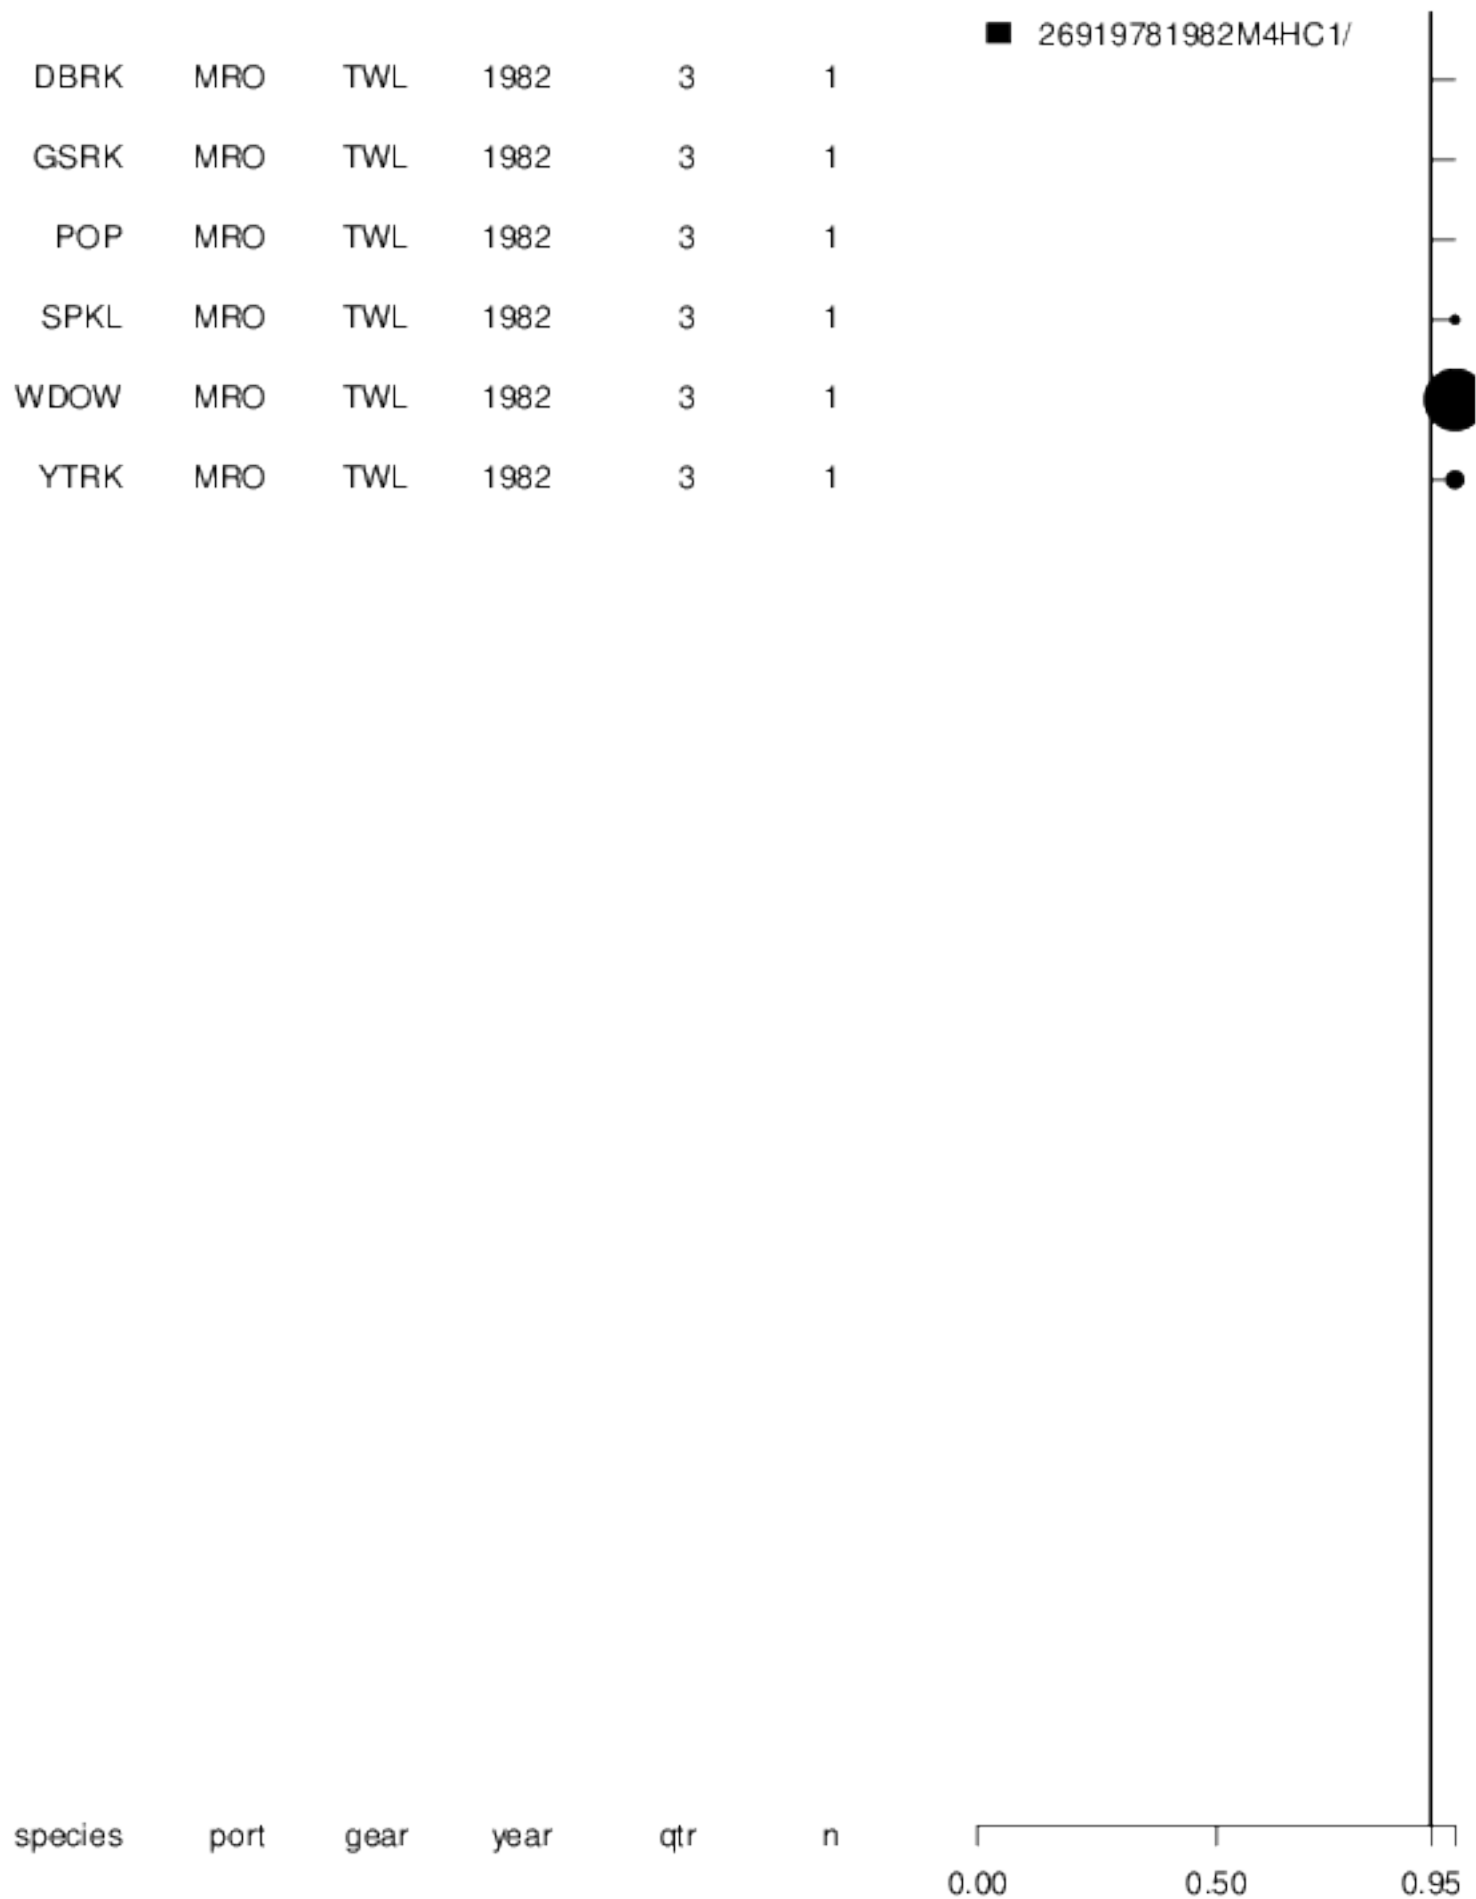 26919781982M4HC1/
DBRK MRO TWL 1982 3 1
GSRK MRO TWL 1982 3 1
POP MRO TWL 1982 3 1
SPKL MRO TWL 1982 3 1
WDOW MRO TWL 1982 3 1
YTRK MRO TWL 1982 3 1
species port gear year qtr n
0.00 0.50 0.95